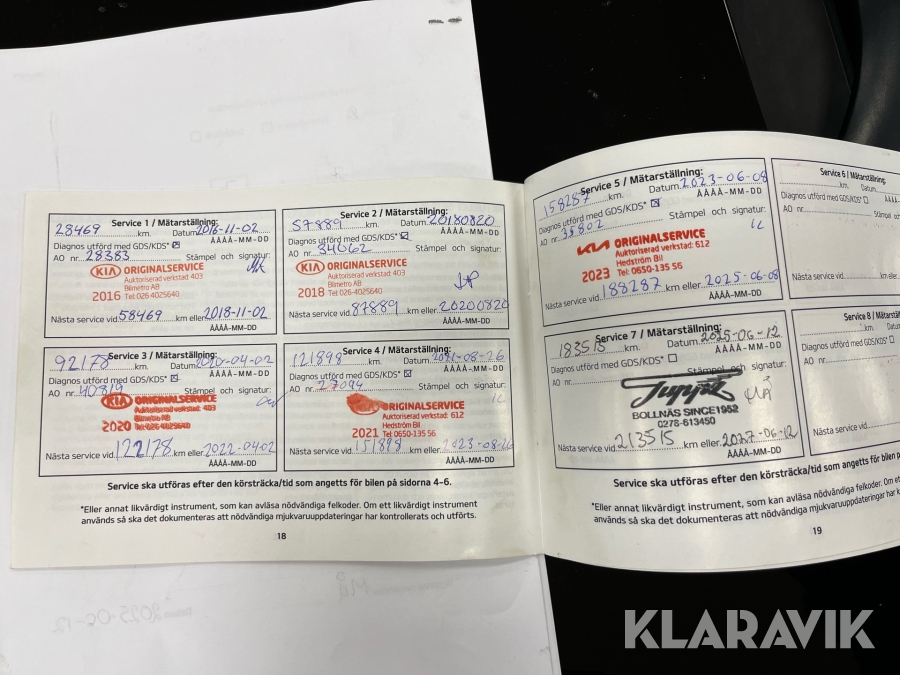 Service 1 / Mätarställning:
28469 km. Datum 2016-11-02
ÅÅÅÅ-MM-DD
Diagnos utförd med GDS/KDS* ☒
AO nr. 28383 Stämpel och signatur:
KIA ORIGINALSERVICE
Auktoriserad verkstad 403
Bilmetro AB
2016 Tel 026 4025640
Nästa service vid 58469 km eller 2018-11-02
ÅÅÅÅ-MM-DD
Service 2 / Mätarställning:
57889 km. Datum 20180820
ÅÅÅÅ-MM-DD
Diagnos utförd med GDS/KDS* ☒
AO nr. 34062 Stämpel och signatur:
KIA ORIGINALSERVICE
Auktoriserad verkstad 403
Bilmetro AB
2018 Tel 026 4025640
Nästa service vid 87889 km eller 20200820
ÅÅÅÅ-MM-DD
Service 3 / Mätarställning:
92178 km. Datum 2020-04-02
ÅÅÅÅ-MM-DD
Diagnos utförd med GDS/KDS* ☒
AO nr. 40819 Stämpel och signatur:
KIA ORIGINALSERVICE
Auktoriserad verkstad 403
Bilmetro AB
2020 Tel 026 4025640
Nästa service vid 122178 km eller 2022-0402
ÅÅÅÅ-MM-DD
Service 4 / Mätarställning:
121898 km. Datum 2021-08-26
ÅÅÅÅ-MM-DD
Diagnos utförd med GDS/KDS* ☒
AO nr. 27094 Stämpel och signatur:
ORIGINALSERVICE
Auktoriserad verkstad: 612
Hedström Bil
2021 Tel 0650-135 56
Nästa service vid 151898 km eller 2023-08-26
ÅÅÅÅ-MM-DD
Service ska utföras efter den körsträcka/tid som angetts för bilen på sidorna 4–6.
*Eller annat likvärdigt instrument, som kan avläsa nödvändiga felkoder. Om ett likvärdigt instrument
används så ska det dokumenteras att nödvändiga mjukvaruuppdateringar har kontrollerats och utförts.
18
Service 5 / Mätarställning:
158287 km. Datum 2023-06-08
ÅÅÅÅ-MM-DD
Diagnos utförd med GDS/KDS* ☒
AO nr. 35802 Stämpel och signatur:
KIA ORIGINALSERVICE
Auktoriserad verkstad: 612
Hedström Bil
2023 Tel: 0650-135 56
Nästa service vid 188287 km eller 2025-06-08
ÅÅÅÅ-MM-DD
Service 6 / Mätarställning:
km. Datum
Diagnos utförd med GDS/KDS* ☐
AO nr. Stämpel och
Nästa service vid km eller
Service 7 / Mätarställning:
183515 km. Datum 2025-06-12
ÅÅÅÅ-MM-DD
Diagnos utförd med GDS/KDS* ☐
AO nr. Stämpel och signatur:
BOLLNÄS SINCE 1952
0278-613450
Nästa service vid 213515 km eller 2027-06-12
ÅÅÅÅ-MM-DD
Service 8 /
km.
Diagnos utförd med GDS/
AO nr.
Nästa service vid
Service ska utföras efter den körsträcka/tid som angetts för bilen på
*Eller annat likvärdigt instrument, som kan avläsa nödvändiga felkoder. Om ett
används så ska det dokumenteras att nödvändiga mjukvaruuppdateringar har k
19
KLARAVIK